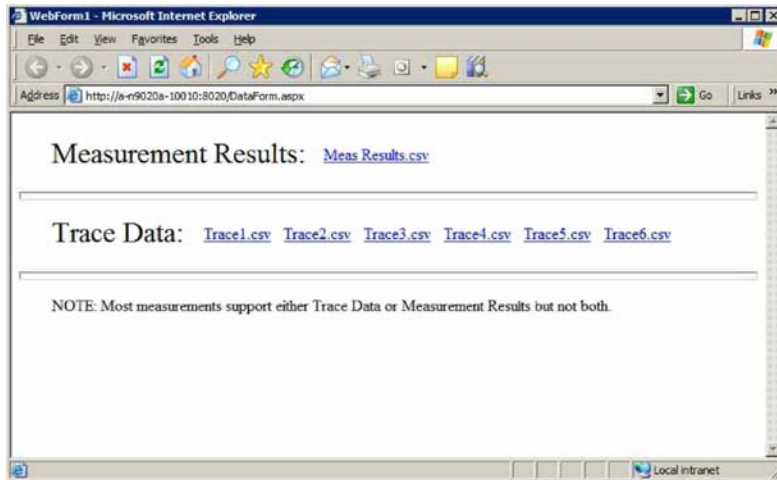 WebForm1 - Microsoft Internet Explorer
File Edit View Favorites Tools Help
Address http://a-n9020a-10010:8020/DataForm.aspx Go Links »
Measurement Results: Meas Results.csv
Trace Data: Trace1.csv Trace2.csv Trace3.csv Trace4.csv Trace5.csv Trace6.csv
NOTE: Most measurements support either Trace Data or Measurement Results but not both.
Local intranet